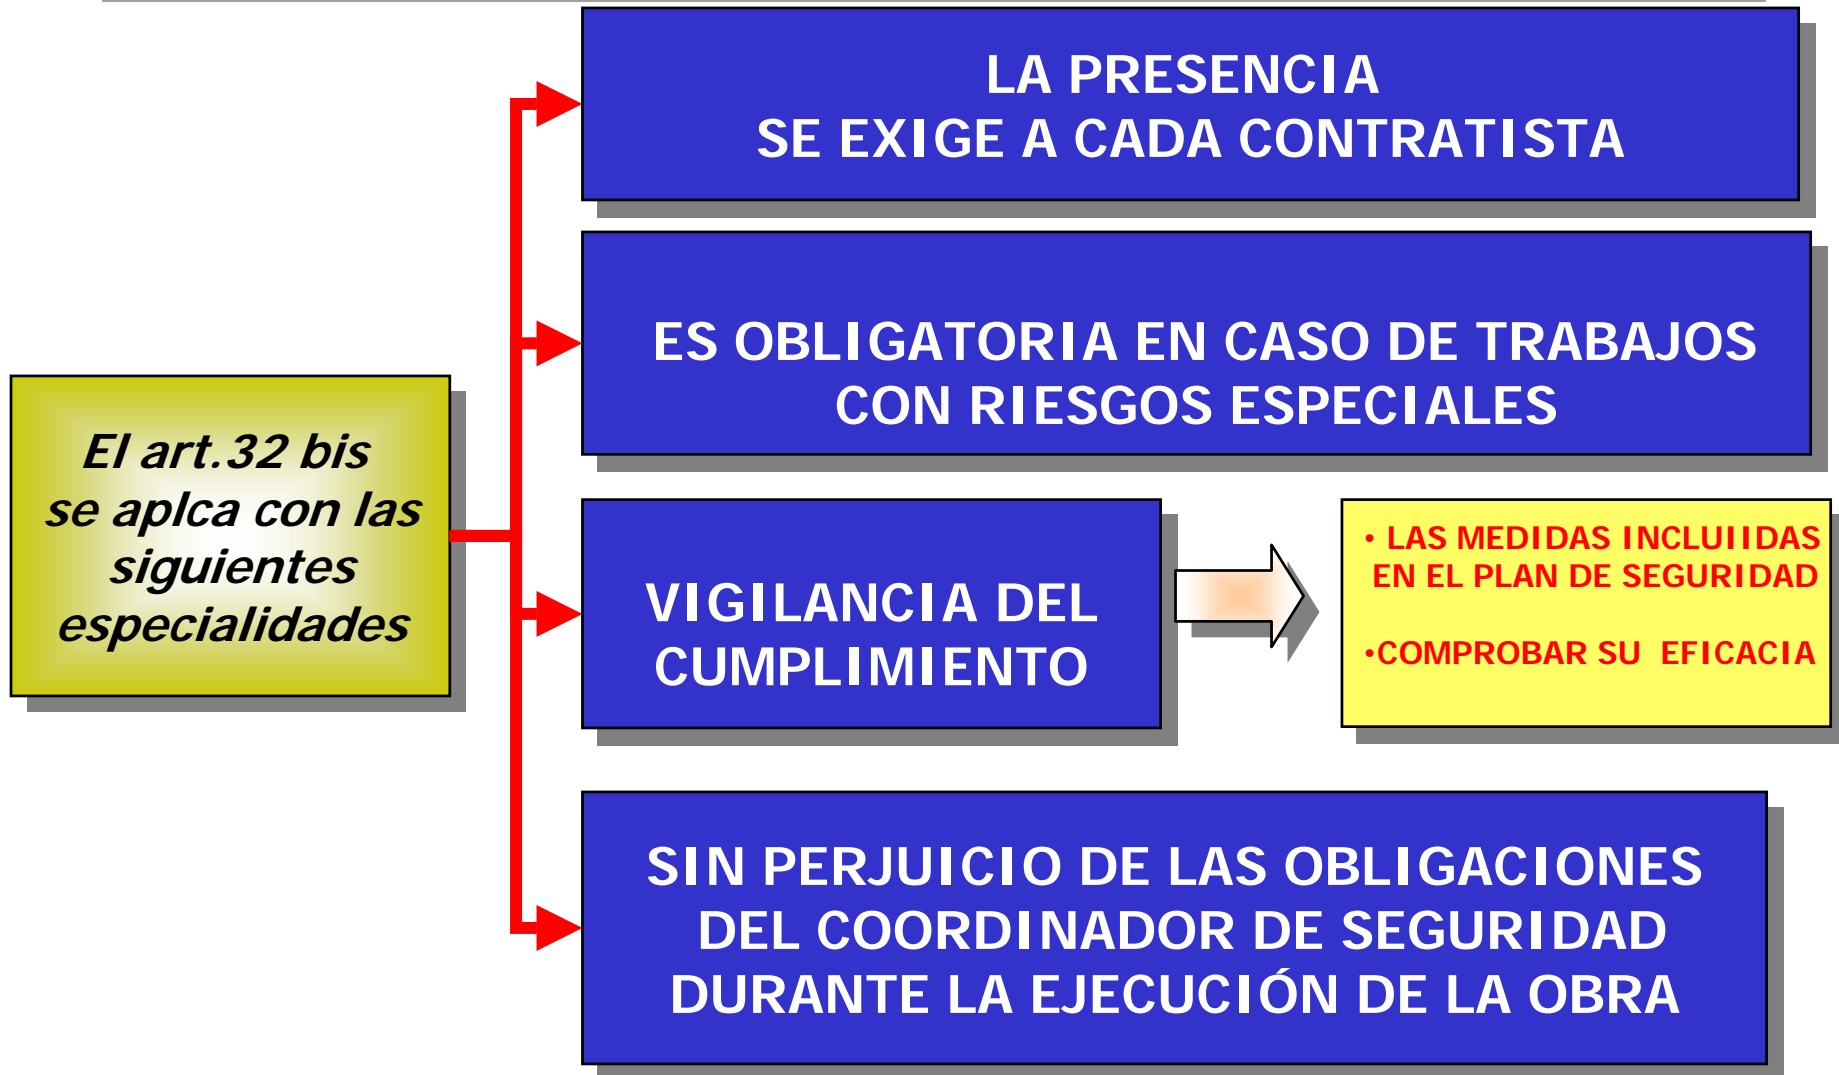 LA PRESENCIA
SE EXIGE A CADA CONTRATISTA
ES OBLIGATORIA EN CASO DE TRABAJOS
CON RIESGOS ESPECIALES
El art.32 bis
se aplca con las
siguientes
especialidades
VIGILANCIA DEL
CUMPLIMIENTO
• LAS MEDIDAS INCLUIIDAS
EN EL PLAN DE SEGURIDAD
•COMPROBAR SU EFICACIA
SIN PERJUICIO DE LAS OBLIGACIONES
DEL COORDINADOR DE SEGURIDAD
DURANTE LA EJECUCIÓN DE LA OBRA